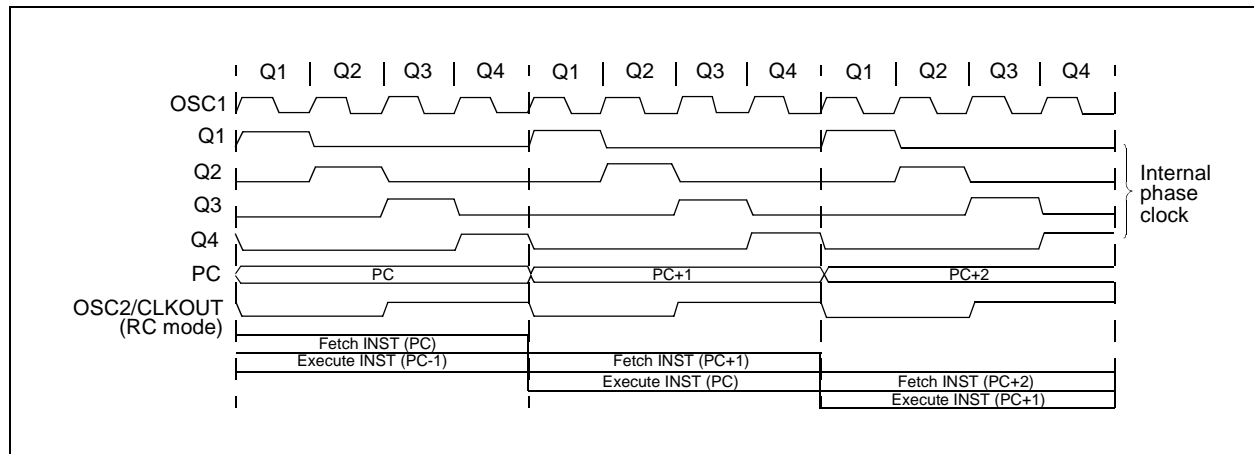 Q1 Q2 Q3 Q4 Q1 Q2 Q3 Q4 Q1 Q2 Q3 Q4
OSC1
Q1
Q2
Q3
Q4
Internal
phase
clock
PC PC PC+1 PC+2
OSC2/CLKOUT
(RC mode)
Fetch INST (PC)
Execute INST (PC-1) Fetch INST (PC+1)
Execute INST (PC) Fetch INST (PC+2)
Execute INST (PC+1)